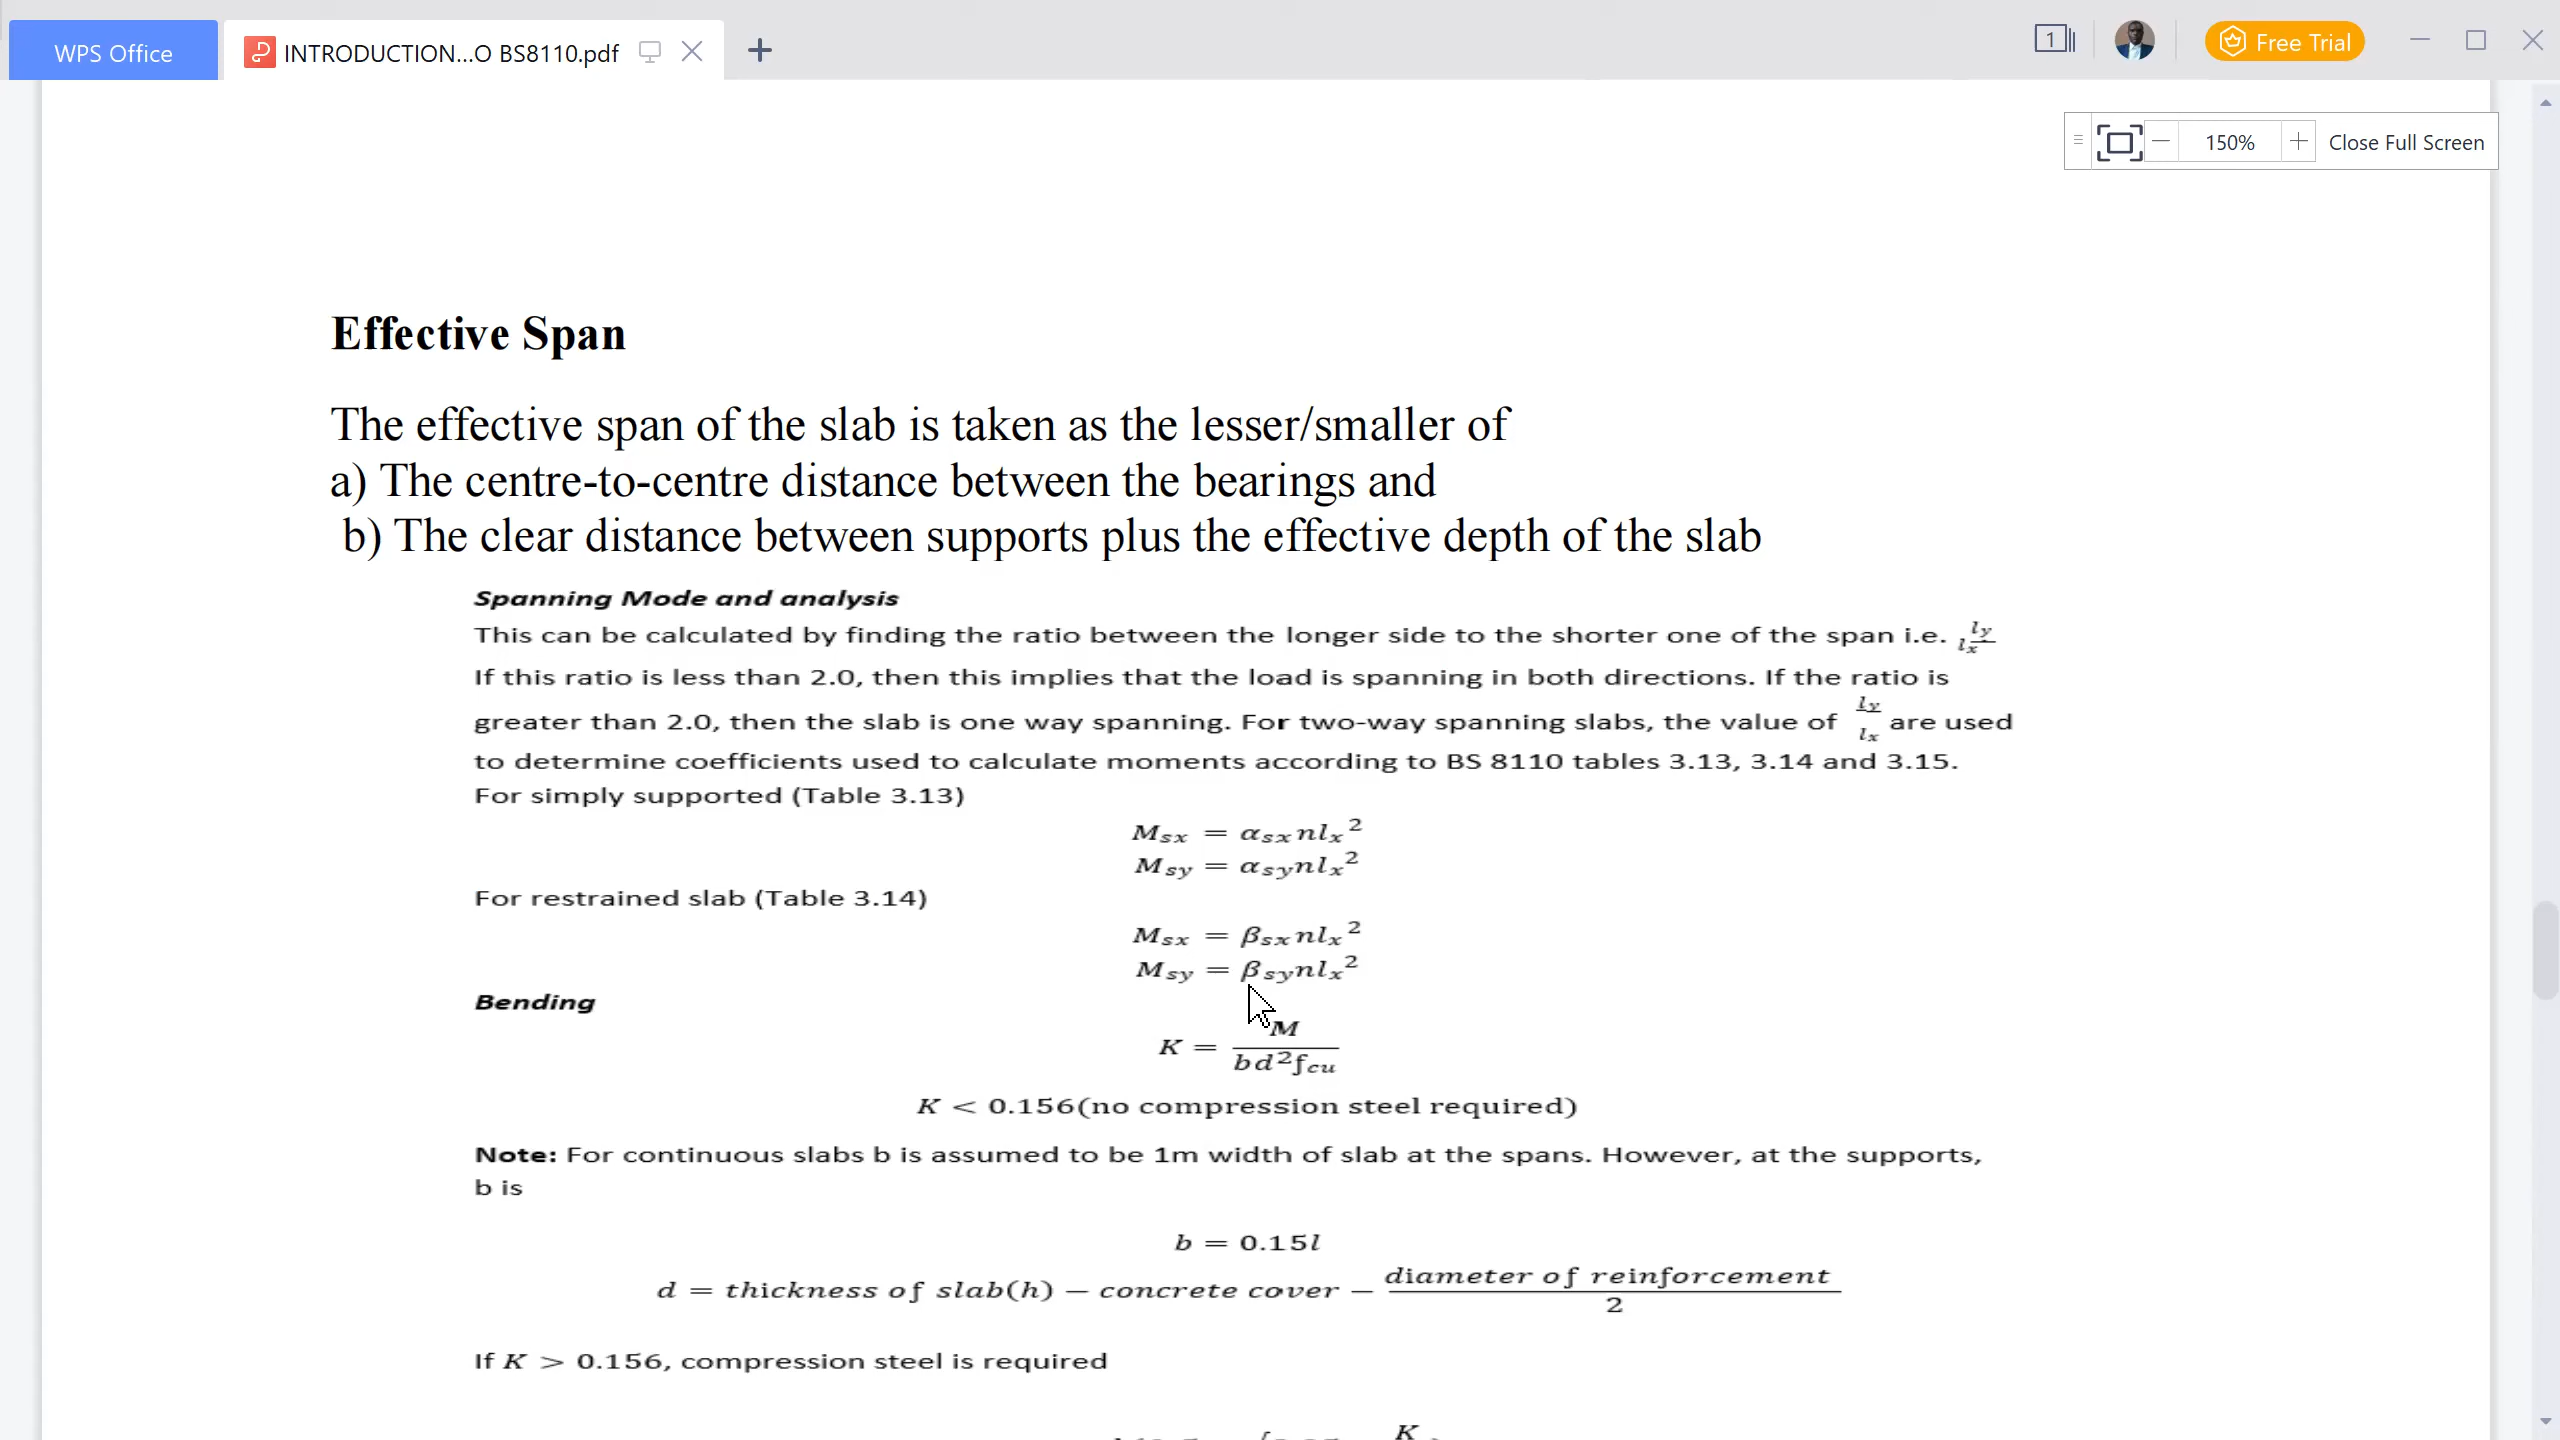 WPS Office
INTRODUCTION...O BS8110.pdf
1
Free Trial
150%
Close Full Screen
Effective Span
The effective span of the slab is taken as the lesser/smaller of
a) The centre-to-centre distance between the bearings and
b) The clear distance between supports plus the effective depth of the slab
Spanning Mode and analysis
This can be calculated by finding the ratio between the longer side to the shorter one of the span i.e. ly/lx
If this ratio is less than 2.0, then this implies that the load is spanning in both directions. If the ratio is
greater than 2.0, then the slab is one way spanning. For two-way spanning slabs, the value of ly/lx are used
to determine coefficients used to calculate moments according to BS 8110 tables 3.13, 3.14 and 3.15.
For simply supported (Table 3.13)
Msx = αsx nlx²
Msy = αsy nlx²
For restrained slab (Table 3.14)
Msx = βsx nlx²
Msy = βsy nlx²
Bending
K = M / bd²fcu
K < 0.156(no compression steel required)
Note: For continuous slabs b is assumed to be 1m width of slab at the spans. However, at the supports,
b is
b = 0.15l
d = thickness of slab(h) − concrete cover − diameter of reinforcement / 2
If K > 0.156, compression steel is required
K